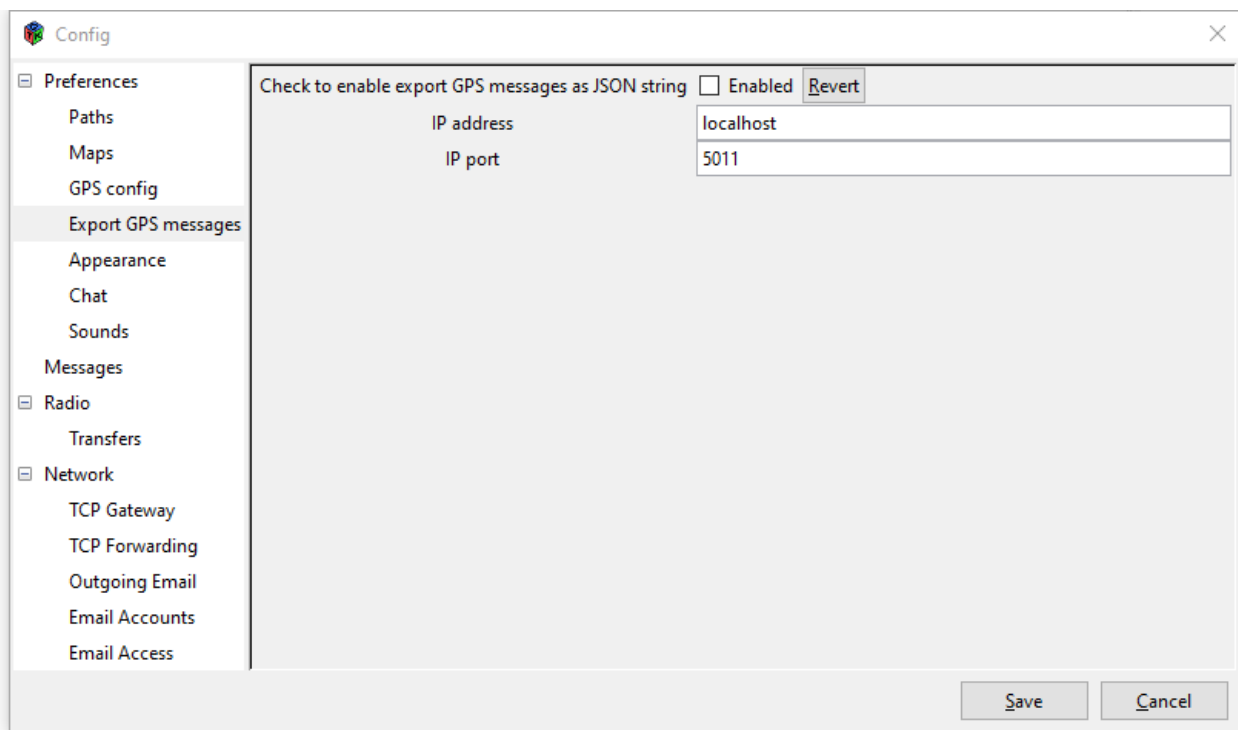 Config
Preferences
Paths
Maps
GPS config
Export GPS messages
Appearance
Chat
Sounds
Messages
Radio
Transfers
Network
TCP Gateway
TCP Forwarding
Outgoing Email
Email Accounts
Email Access
Check to enable export GPS messages as JSON string Enabled Revert
IP address localhost
IP port 5011
Save Cancel